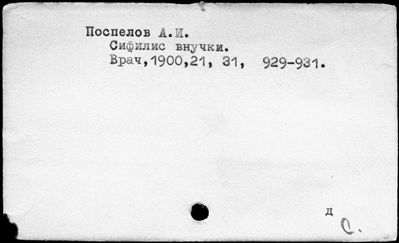 Поспелов А.И.
Сифилис внучки.
Врач,1900,21, 31, 929-931.
д
С.